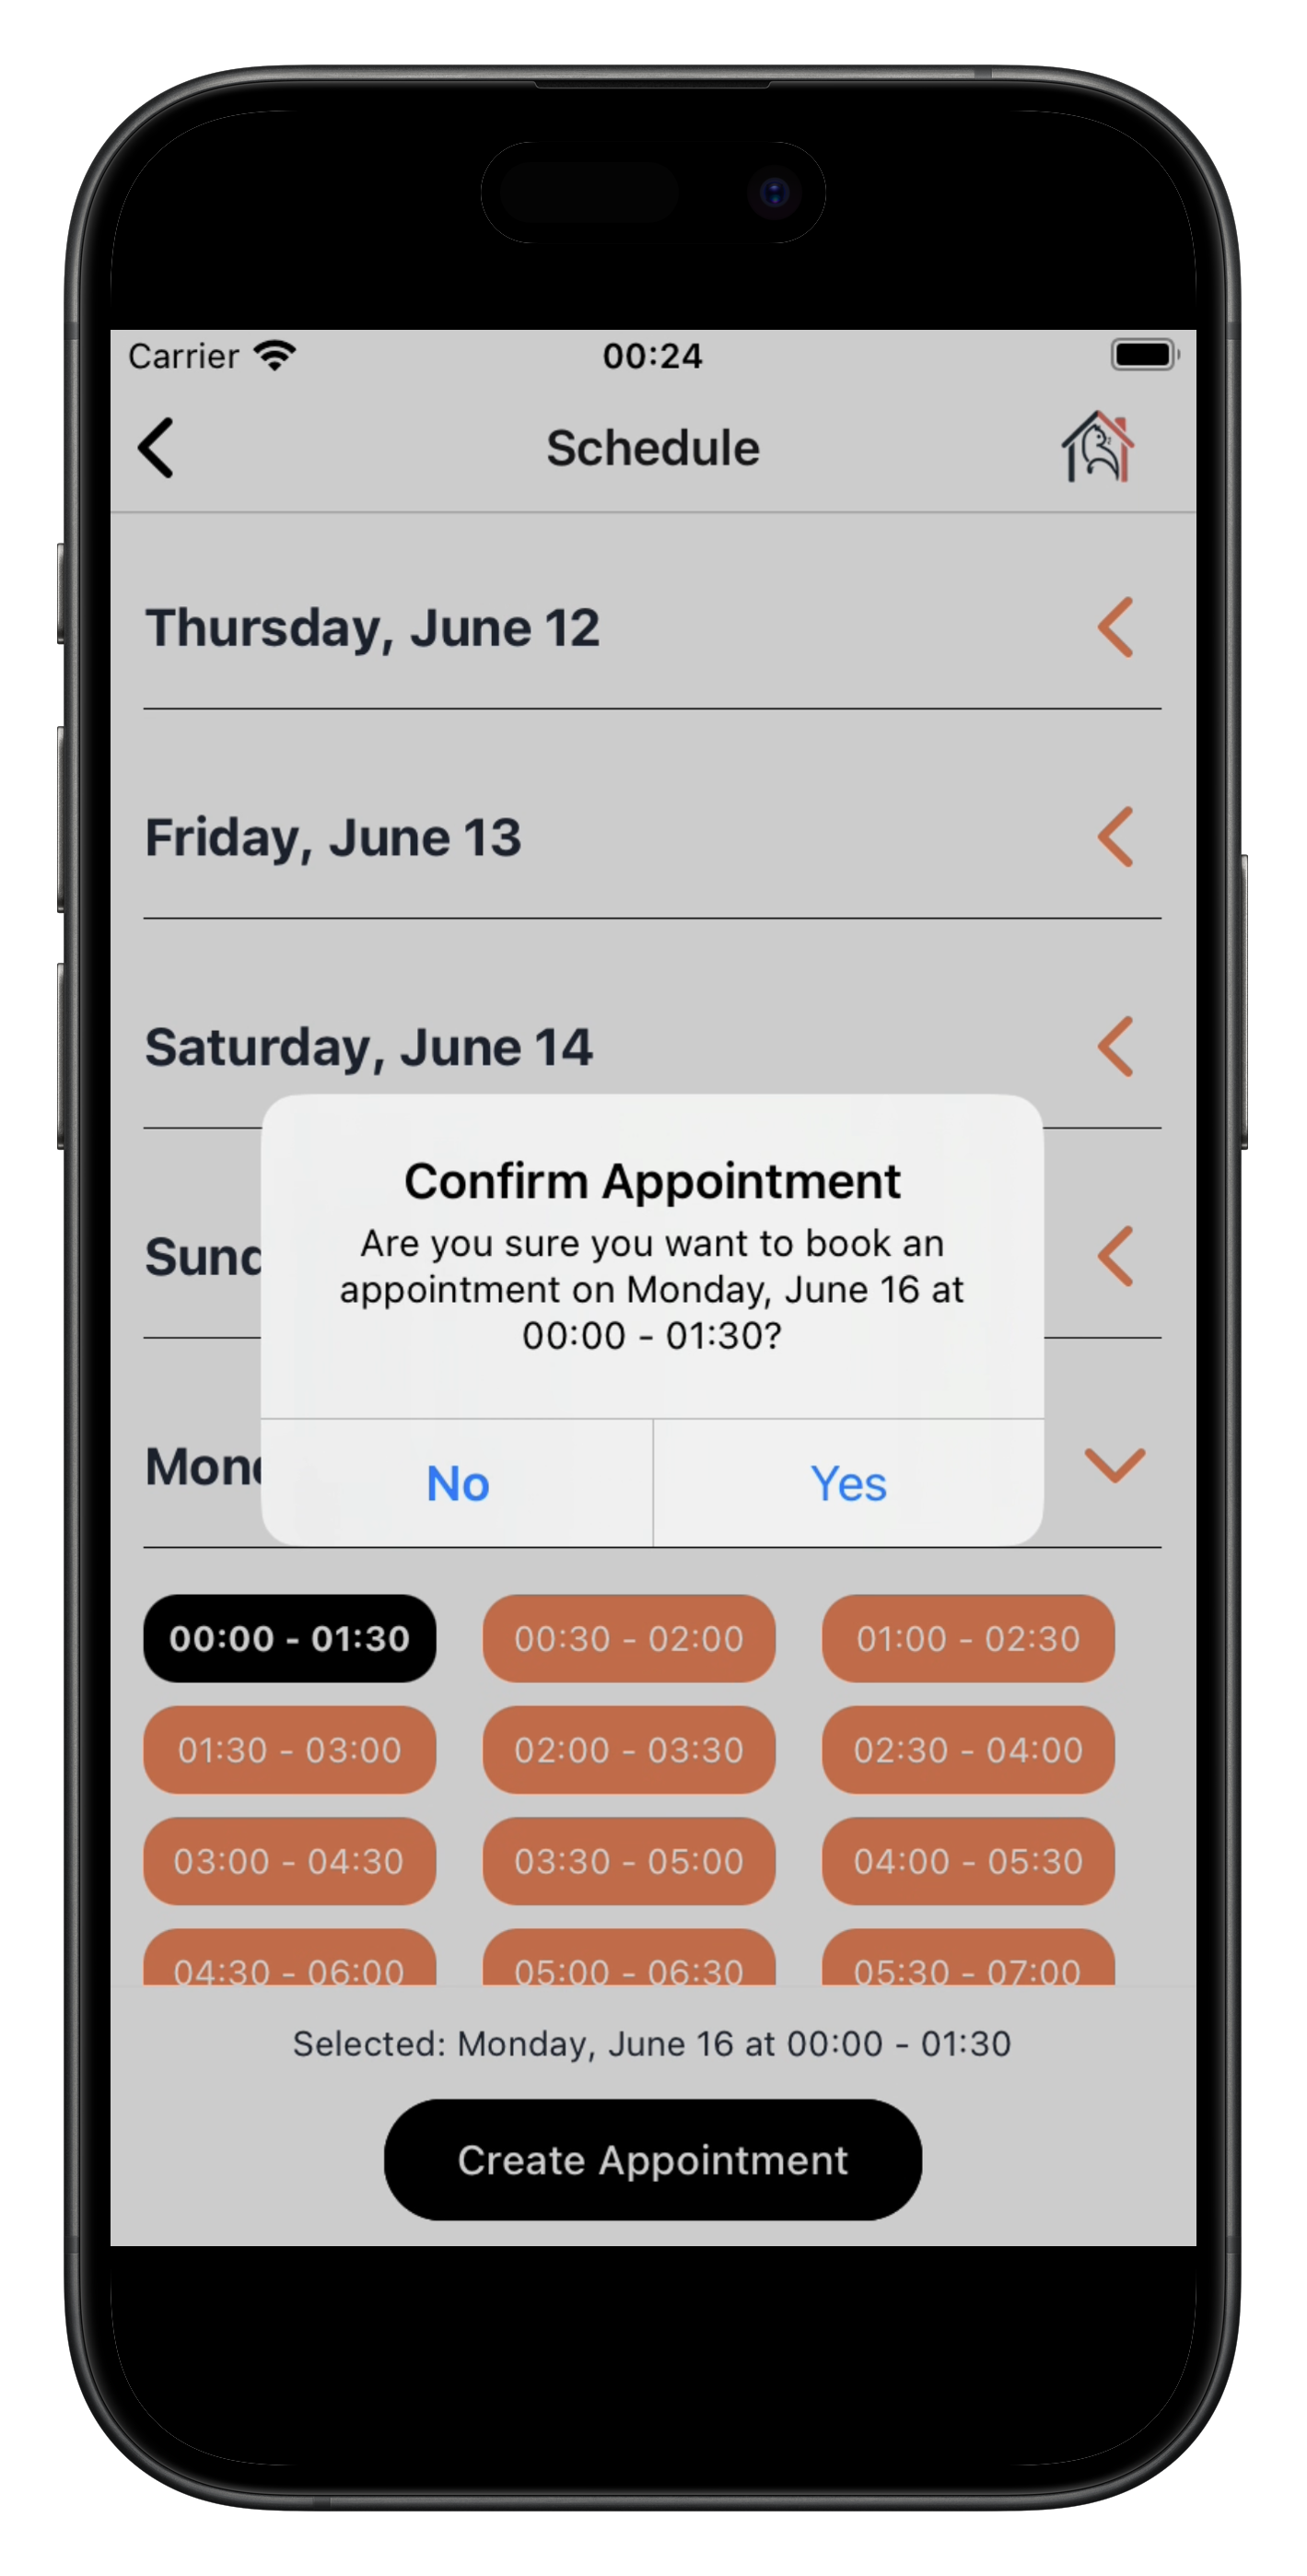 Carrier 00:24
Schedule
Thursday, June 12
Friday, June 13
Saturday, June 14
Confirm Appointment
Are you sure you want to book an
appointment on Monday, June 16 at
00:00 - 01:30?
No Yes
00:00 - 01:30 00:30 - 02:00 01:00 - 02:30
01:30 - 03:00 02:00 - 03:30 02:30 - 04:00
03:00 - 04:30 03:30 - 05:00 04:00 - 05:30
04:30 - 06:00 05:00 - 06:30 05:30 - 07:00
Selected: Monday, June 16 at 00:00 - 01:30
Create Appointment